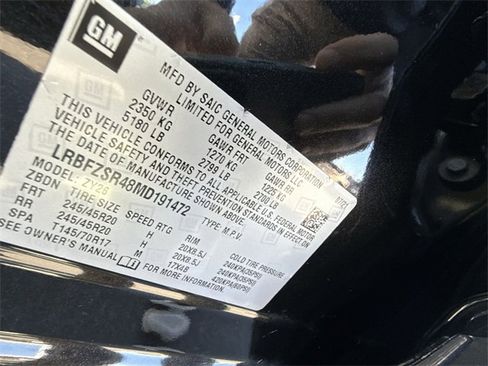 GM
MFD BY SAIC GENERAL MOTORS CORPORATION
LIMITED FOR GENERAL MOTORS LLC
GVWR GAWR FRT GAWR RR
2350 KG 1270 KG 1225 KG
5180 LB 2799 LB 2700 LB
THIS VEHICLE CONFORMS TO ALL APPLICABLE U.S. FEDERAL MOTOR
VEHICLE SAFETY AND THEFT PREVENTION STANDARDS IN EFFECT ON
THE DATE OF MANUFACTURE SHOWN ABOVE.
LRBFZSR48MD191472 TYPE: M.P.V.
MODEL: ZY26
ZBDN TIRE SIZE SPEED RTG RIM COLD TIRE PRESSURE
FRT 245/45R20 V 20X8.5J 240KPA(35PSI)
RR 245/45R20 V 20X8.5J 240KPA(35PSI)
SPA T145/70R17 M 17X4B 420KPA(60PSI)
SEE OWNER'S MANUAL